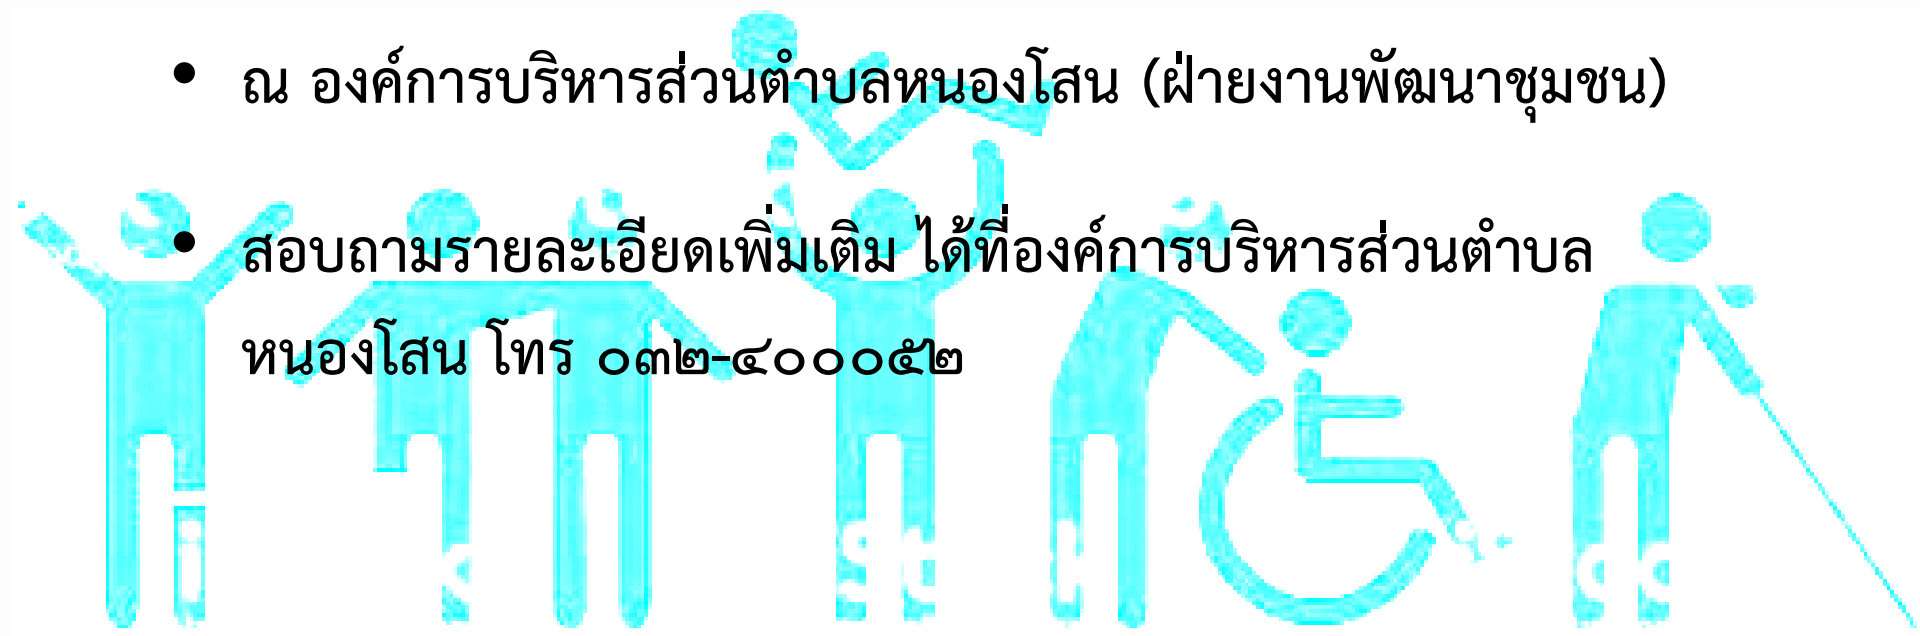 • ณ องค์การบริหารส่วนตำบลหนองโสน (ฝ่ายงานพัฒนาชุมชน)
• สอบถามรายละเอียดเพิ่มเติม ได้ที่องค์การบริหารส่วนตำบล
หนองโสน โทร ๐๓๒-๔๐๐๐๕๒